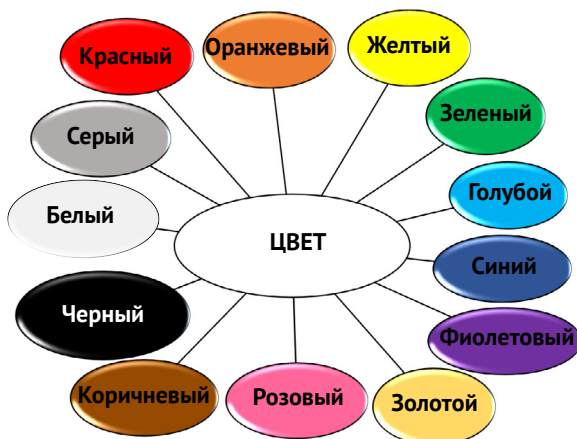 Красный
Оранжевый
Желтый
Зеленый
Серый
Голубой
Белый
ЦВЕТ
Синий
Черный
Фиолетовый
Коричневый
Розовый
Золотой